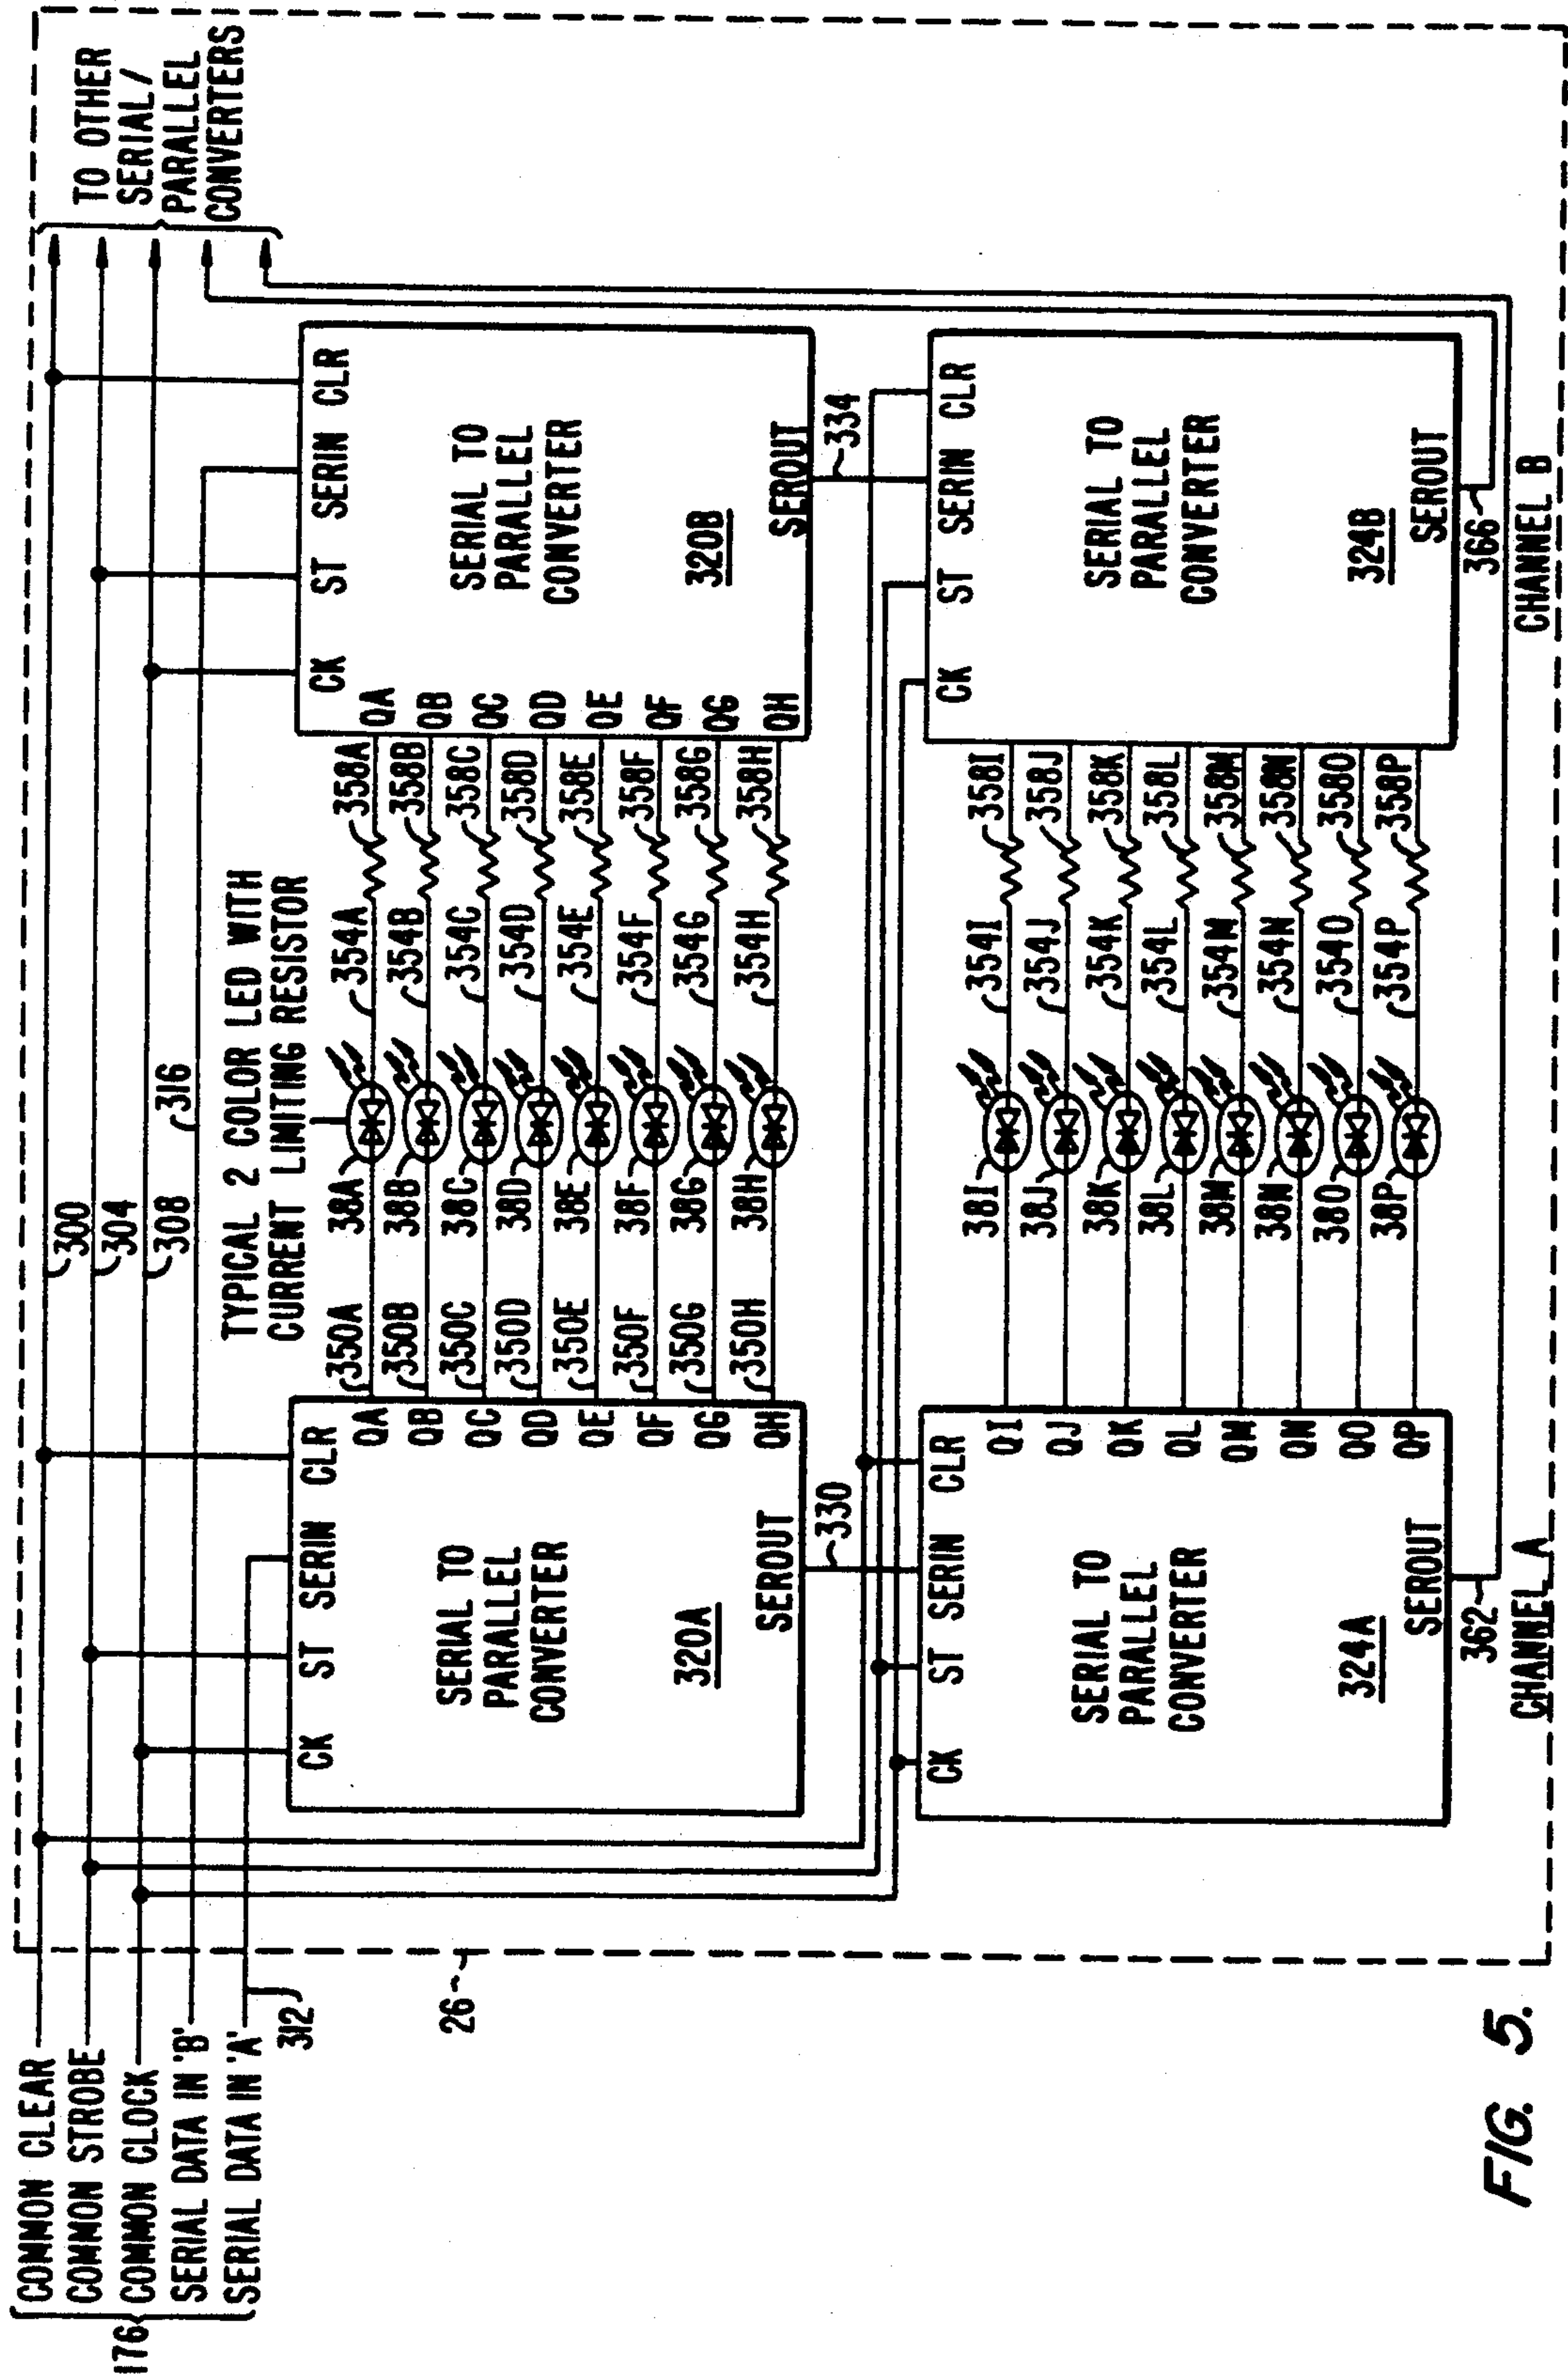 176
COMMON CLEAR
COMMON STROBE
COMMON CLOCK
SERIAL DATA IN 'B'
SERIAL DATA IN 'A'
312
26
300
304
308
316
TO OTHER
SERIAL/
PARALLEL
CONVERTERS
TYPICAL 2 COLOR LED WITH
CURRENT LIMITING RESISTOR
CK ST SERIN CLR
SERIAL TO
PARALLEL
CONVERTER
320A
SEROUT
330
QA 350A 38A 354A 358A QA
QB 350B 38B 354B 358B QB
QC 350C 38C 354C 358C QC
QD 350D 38D 354D 358D QD
QE 350E 38E 354E 358E QE
QF 350F 38F 354F 358F QF
QG 350G 38G 354G 358G QG
QH 350H 38H 354H 358H QH
CK ST SERIN CLR
SERIAL TO
PARALLEL
CONVERTER
320B
SEROUT
334
CK ST SERIN CLR
SERIAL TO
PARALLEL
CONVERTER
324A
SEROUT
362
CHANNEL A
QI 38I 354I 358I
QJ 38J 354J 358J
QK 38K 354K 358K
QL 38L 354L 358L
QM 38M 354M 358M
QN 38N 354N 358N
QO 38O 354O 358O
QP 38P 354P 358P
CK ST SERIN CLR
SERIAL TO
PARALLEL
CONVERTER
324B
SEROUT
366
CHANNEL B
FIG. 5.